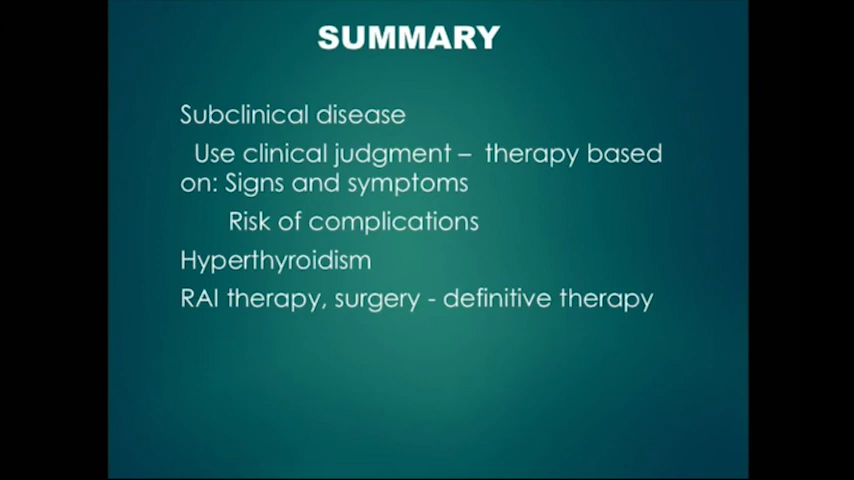 SUMMARY
Subclinical disease
Use clinical judgment – therapy based
on: Signs and symptoms
Risk of complications
Hyperthyroidism
RAI therapy, surgery - definitive therapy